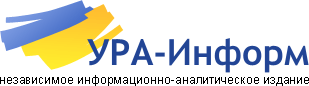 УРА-Информ
независимое информационно-аналитическое издание